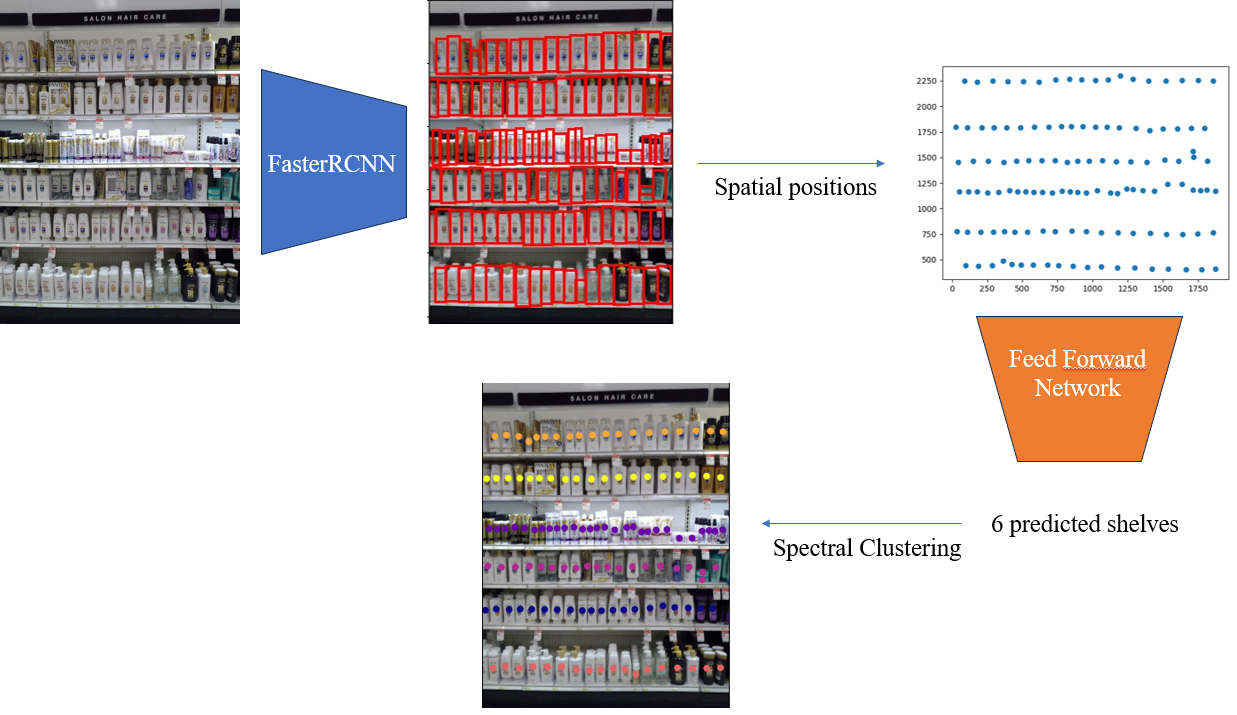 SALON HAIR CARE
SALON HAIR CARE
FasterRCNN
Spatial positions
2250
2000
1750
1500
1250
1000
750
500
0 250 500 750 1000 1250 1500 1750
Feed Forward
Network
SALON HAIR CARE
6 predicted shelves
Spectral Clustering